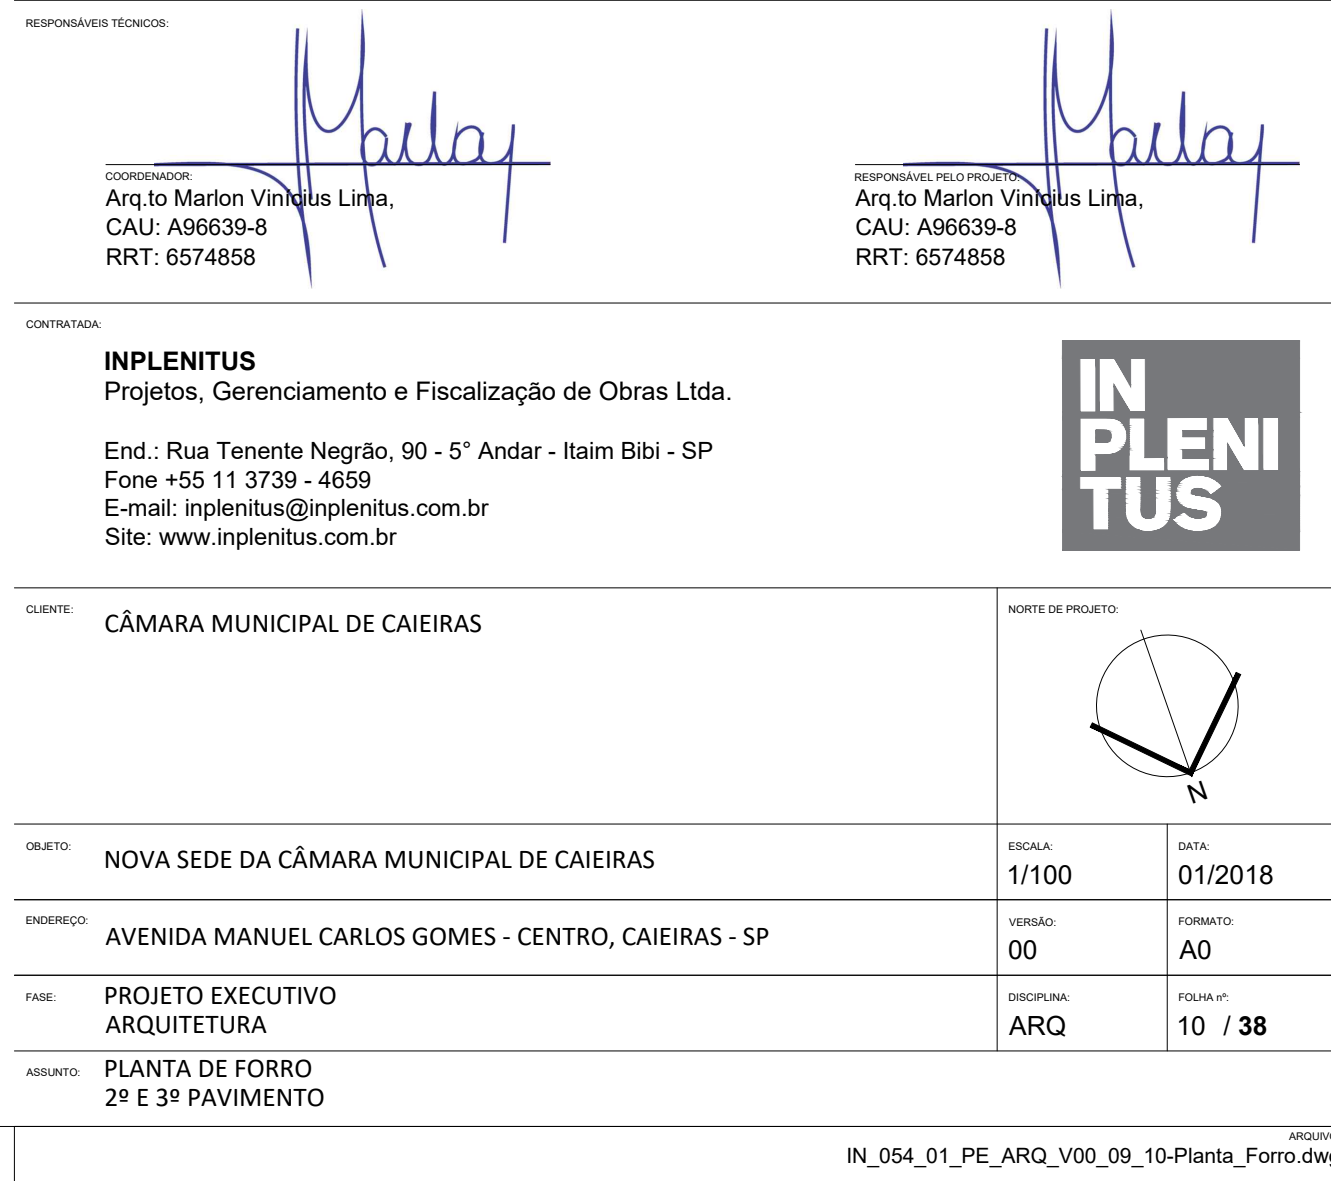 RESPONSÁVEIS TÉCNICOS:
Marlon
COORDENADOR:
Arq.to Marlon Vinícius Lima,
CAU: A96639-8
RRT: 6574858
Marlon
RESPONSÁVEL PELO PROJETO:
Arq.to Marlon Vinícius Lima,
CAU: A96639-8
RRT: 6574858
CONTRATADA:
INPLENITUS
Projetos, Gerenciamento e Fiscalização de Obras Ltda.
End.: Rua Tenente Negrão, 90 - 5° Andar - Itaim Bibi - SP
Fone +55 11 3739 - 4659
E-mail: inplenitus@inplenitus.com.br
Site: www.inplenitus.com.br
IN
PLENI
TUS
CLIENTE:
CÂMARA MUNICIPAL DE CAIEIRAS
NORTE DE PROJETO:
N
OBJETO:
NOVA SEDE DA CÂMARA MUNICIPAL DE CAIEIRAS
ESCALA:
1/100
DATA:
01/2018
ENDEREÇO:
AVENIDA MANUEL CARLOS GOMES - CENTRO, CAIEIRAS - SP
VERSÃO:
00
FORMATO:
A0
FASE:
PROJETO EXECUTIVO
ARQUITETURA
DISCIPLINA:
ARQ
FOLHA nº:
10 / 38
ASSUNTO:
PLANTA DE FORRO
2º E 3º PAVIMENTO
ARQUIVO
IN_054_01_PE_ARQ_V00_09_10-Planta_Forro.dwg